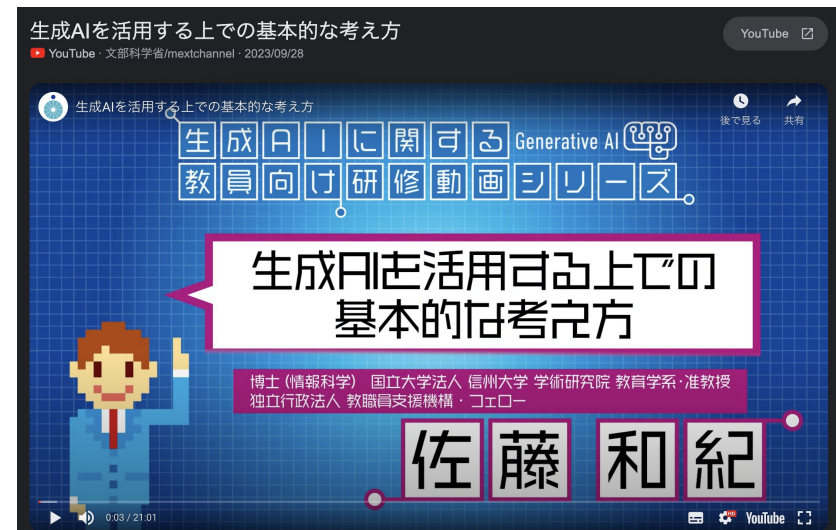 生成AIを活用する上での基本的な考え方
YouTube
YouTube · 文部科学省/mextchannel · 2023/09/28
生成AIを活用する上での基本的な考え方
後で見る
共有
生成AIに関する Generative AI
教員向け研修動画シリーズ
生成AIを活用する上での
基本的な考え方
博士(情報科学) 国立大学法人 信州大学 学術研究院 教育学系・准教授
独立行政法人 教職員支援機構・フェロー
佐藤 和紀
0:03 / 21:01
HD
YouTube